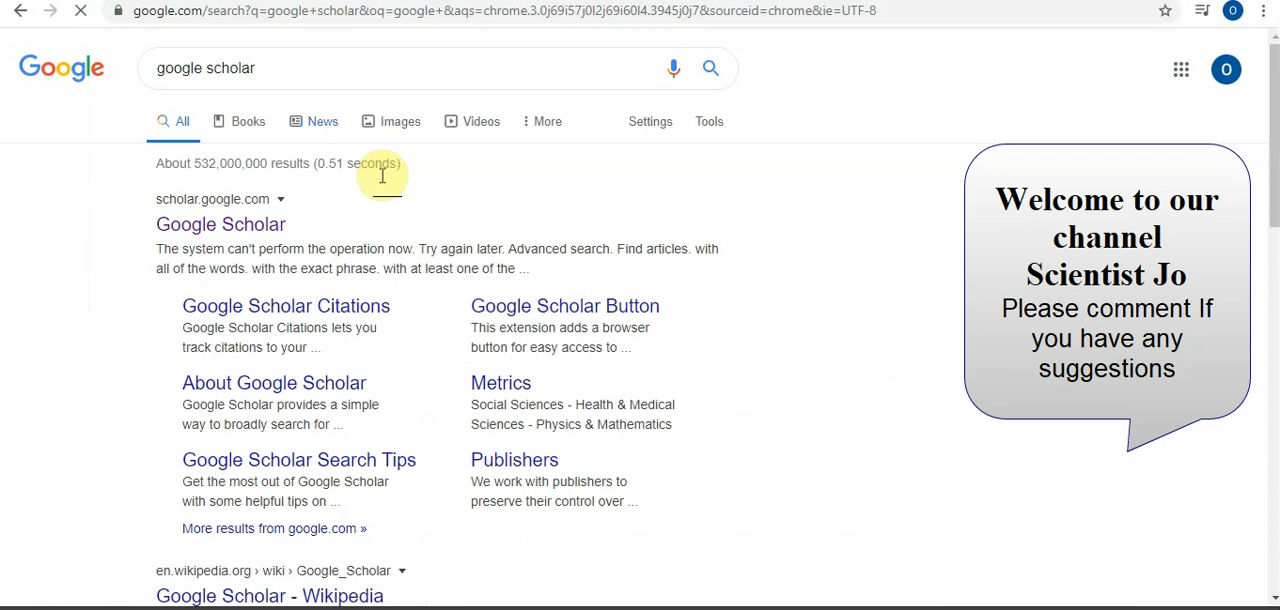 google.com/search?q=google+scholar&oq=google+&aqs=chrome.3.0j69i57j0l2j69i60l4.3945j0j7&sourceid=chrome&ie=UTF-8
O
Google
google scholar
O
All Books News Images Videos More Settings Tools
About 532,000,000 results (0.51 seconds)
scholar.google.com
Google Scholar
The system can't perform the operation now. Try again later. Advanced search. Find articles. with
all of the words. with the exact phrase. with at least one of the ...
Google Scholar Citations
Google Scholar Citations lets you
track citations to your ...
Google Scholar Button
This extension adds a browser
button for easy access to ...
About Google Scholar
Google Scholar provides a simple
way to broadly search for ...
Metrics
Social Sciences - Health & Medical
Sciences - Physics & Mathematics
Google Scholar Search Tips
Get the most out of Google Scholar
with some helpful tips on ...
Publishers
We work with publishers to
preserve their control over ...
More results from google.com »
en.wikipedia.org › wiki › Google_Scholar
Google Scholar - Wikipedia
Welcome to our
channel
Scientist Jo
Please comment If
you have any
suggestions